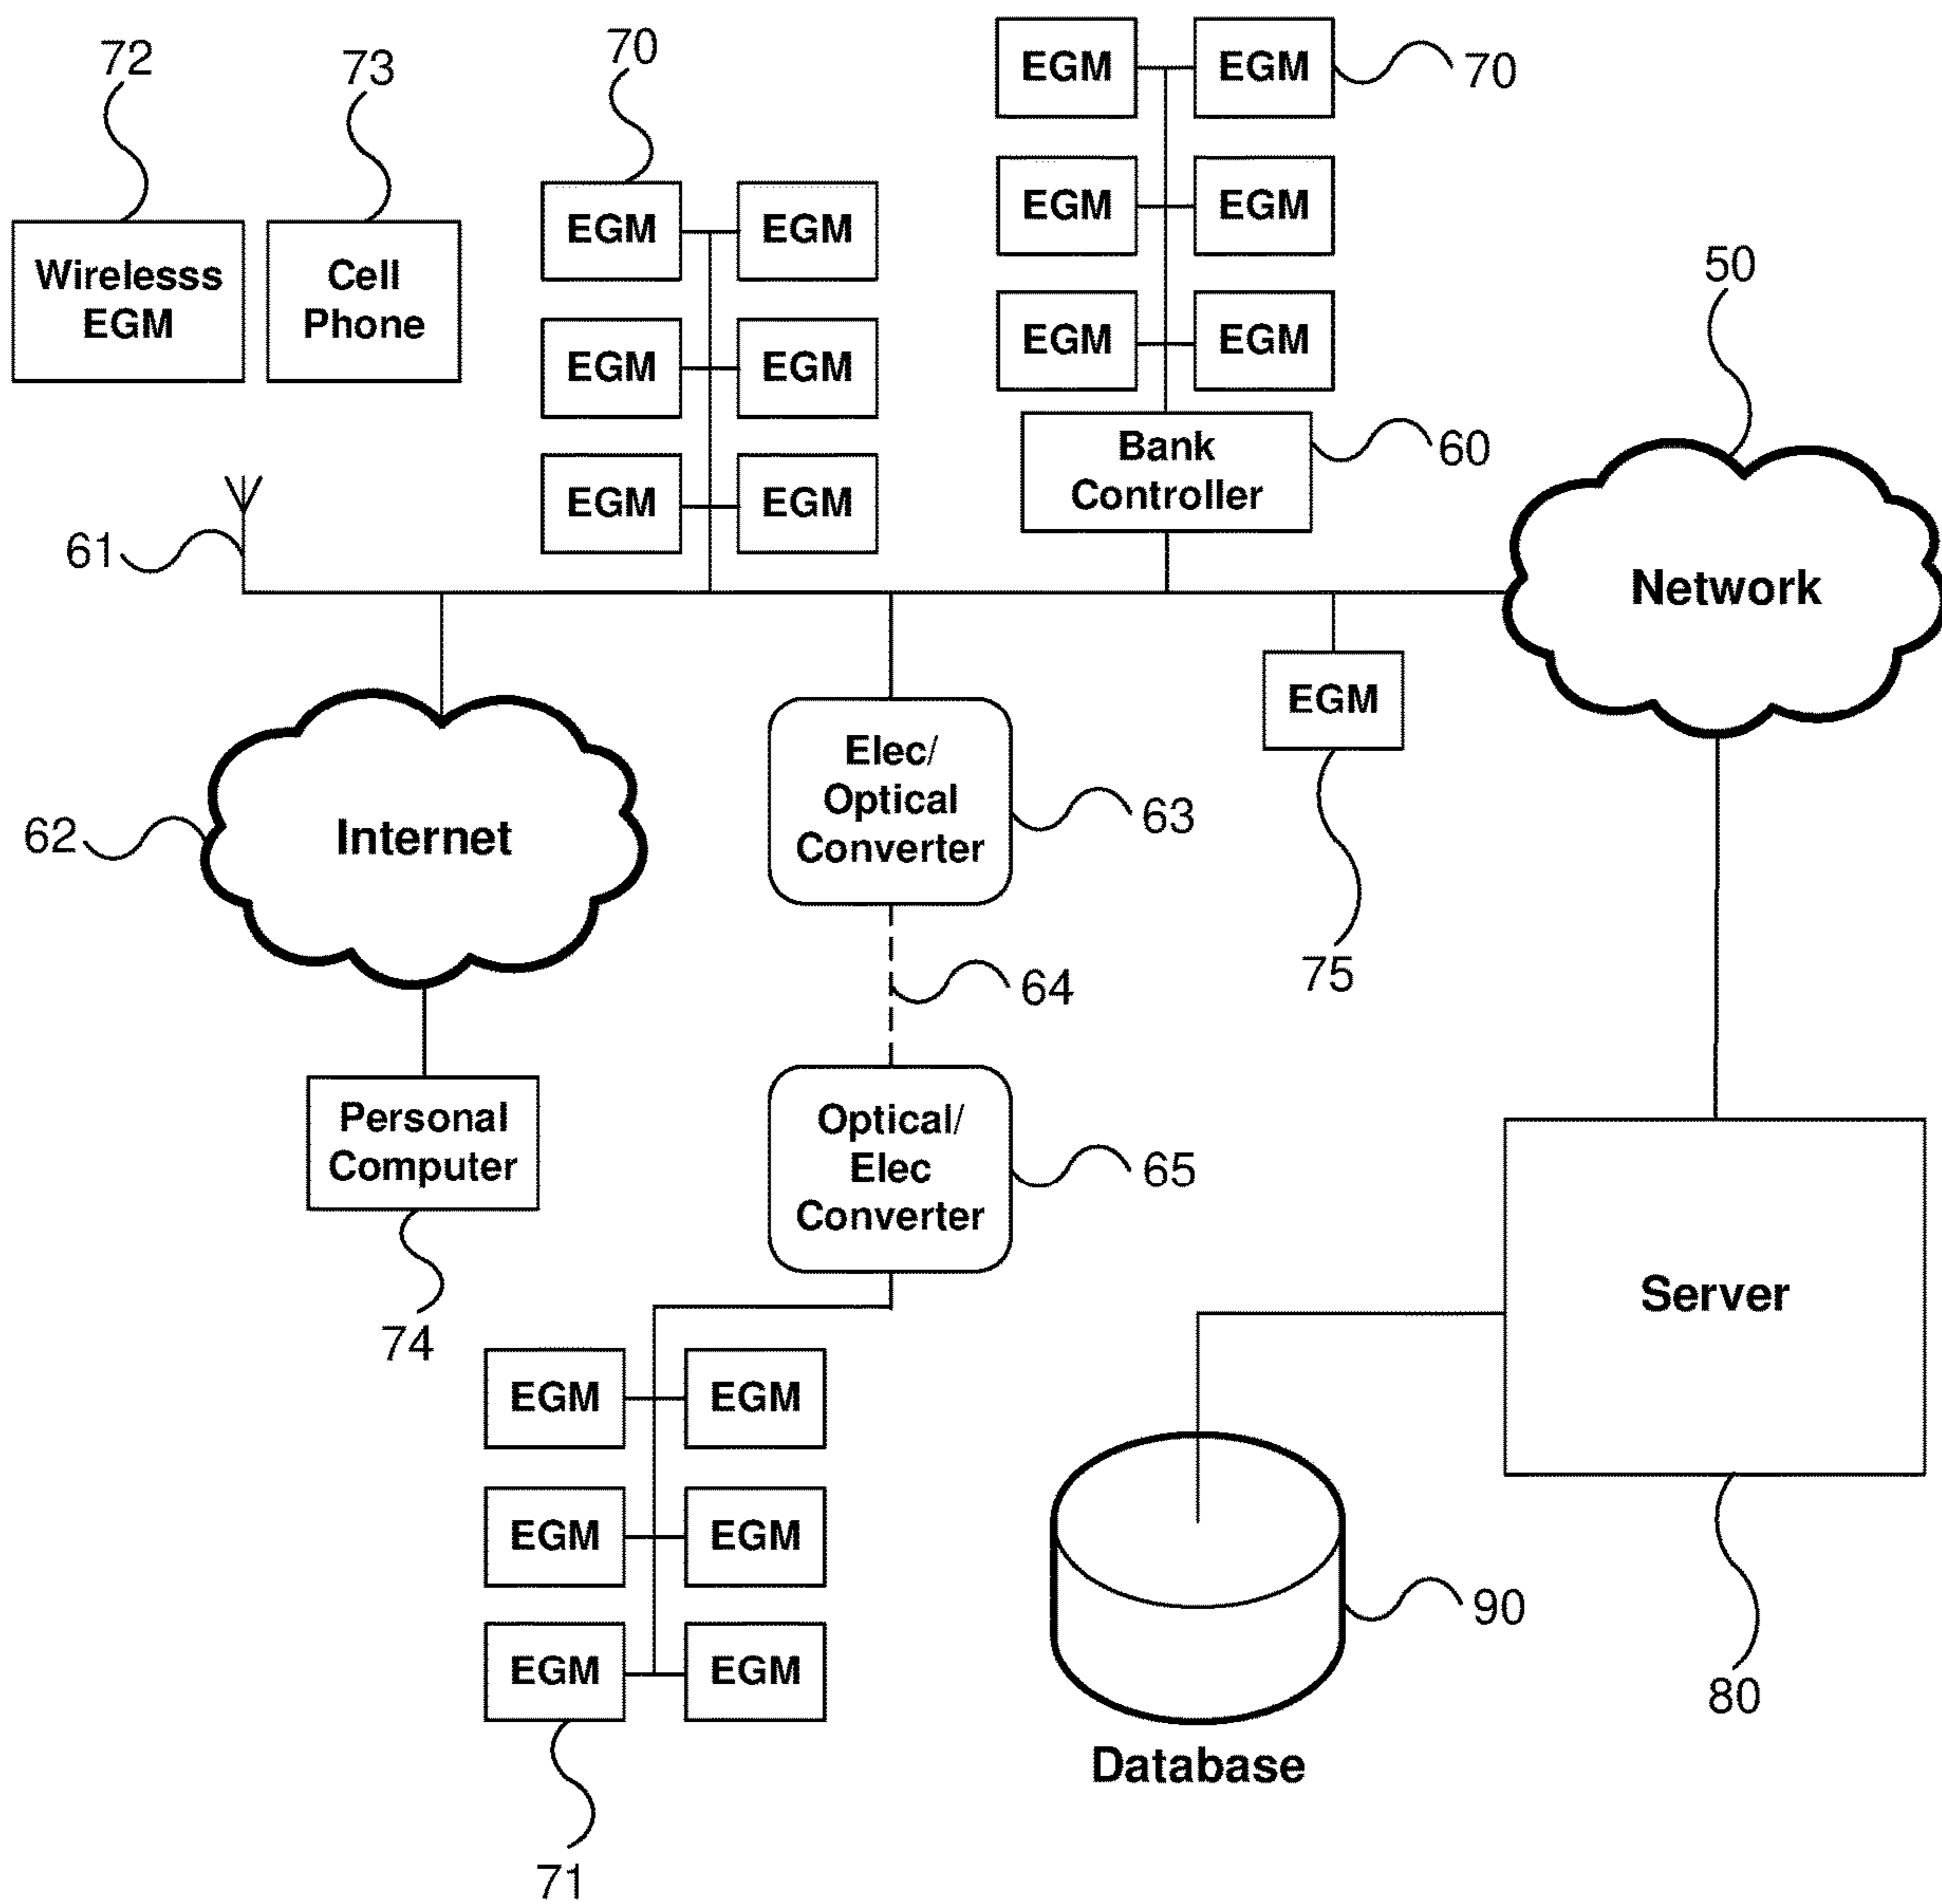 72
73
70
EGM EGM
70
EGM EGM
EGM EGM
EGM EGM
EGM EGM
EGM EGM
Wirelesss
EGM
Cell
Phone
50
Bank
Controller
60
61
Network
EGM
75
Internet
62
Elec/
Optical
Converter
63
64
Personal
Computer
74
Optical/
Elec
Converter
65
Server
80
EGM EGM
EGM EGM
EGM EGM
71
90
Database